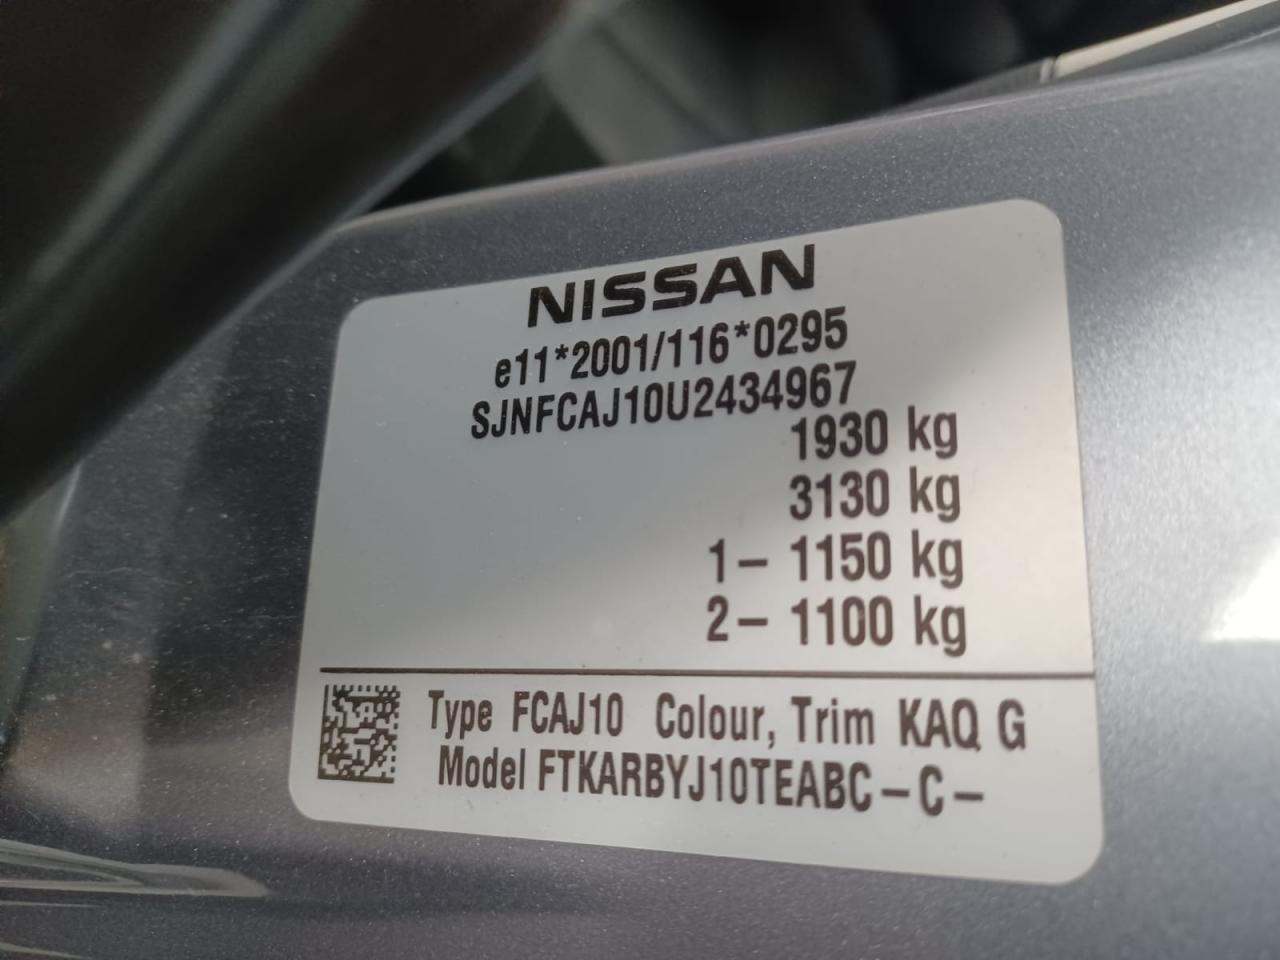 NISSAN
e11*2001/116*0295
SJNFCAJ10U2434967
1930 kg
3130 kg
1– 1150 kg
2– 1100 kg
Type FCAJ10 Colour, Trim KAQ G
Model FTKARBYJ10TEABC–C–